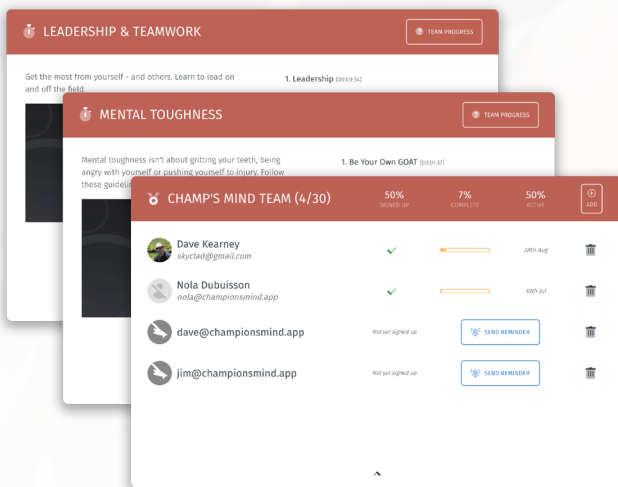 LEADERSHIP & TEAMWORK
TEAM PROGRESS
Get the most from yourself - and others. Learn to lead on
and off the field.
1. Leadership (00:09:34)
MENTAL TOUGHNESS
TEAM PROGRESS
Mental toughness isn't about gritting your teeth, being
angry with yourself or pushing yourself to injury. Follow
these guidelin
1. Be Your Own GOAT (00:01:37)
CHAMP'S MIND TEAM (4/30)
50%
SIGNED UP
7%
COMPLETE
50%
ACTIVE
ADD
Dave Kearney
skyclad@gmail.com
28th Aug
Nola Dubuisson
nola@championsmind.app
10th Jul
dave@championsmind.app
Not yet signed up
SEND REMINDER
jim@championsmind.app
Not yet signed up
SEND REMINDER